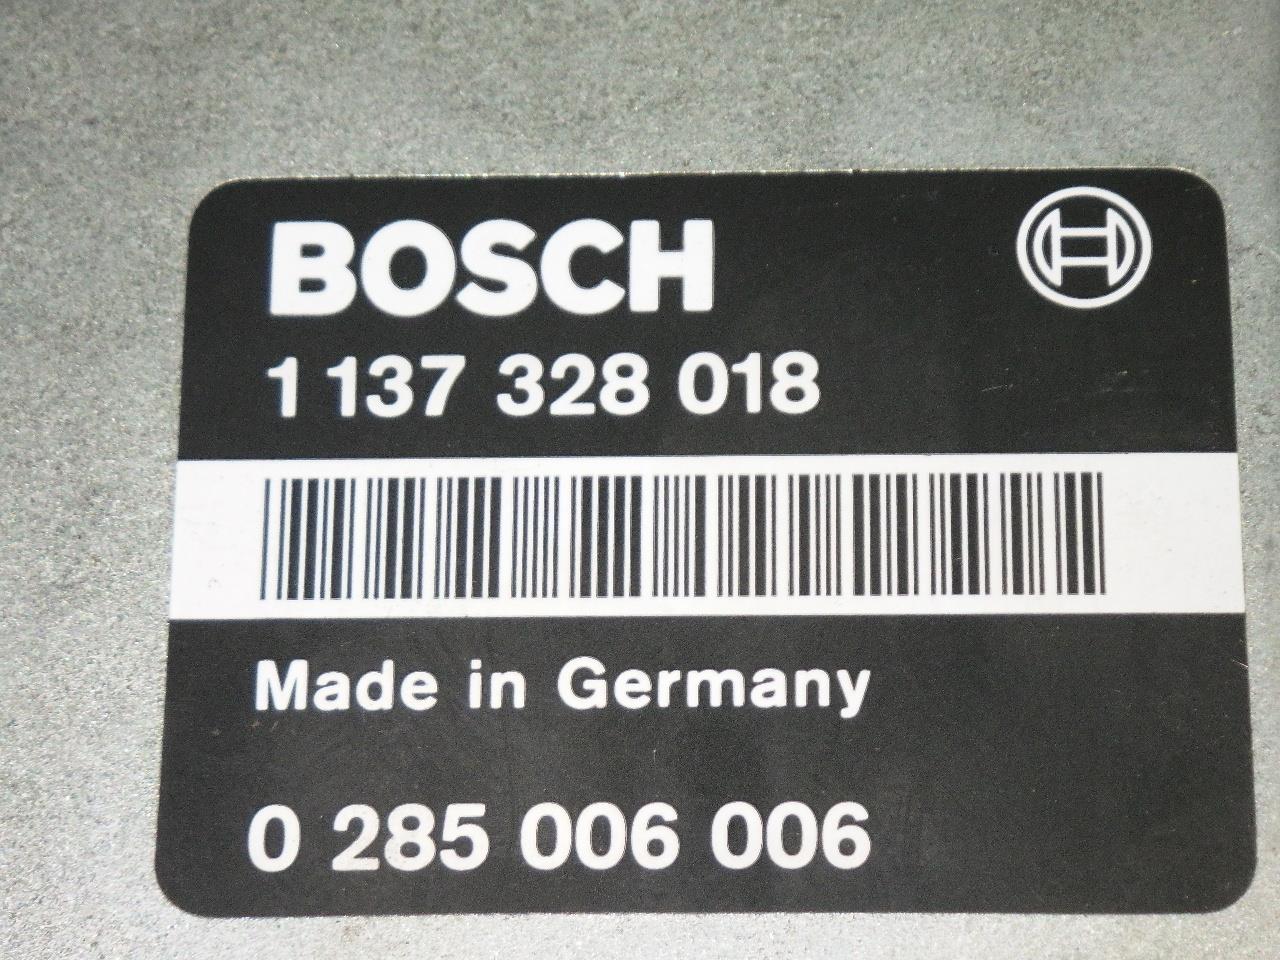 BOSCH
1 137 328 018
Made in Germany
0 285 006 006